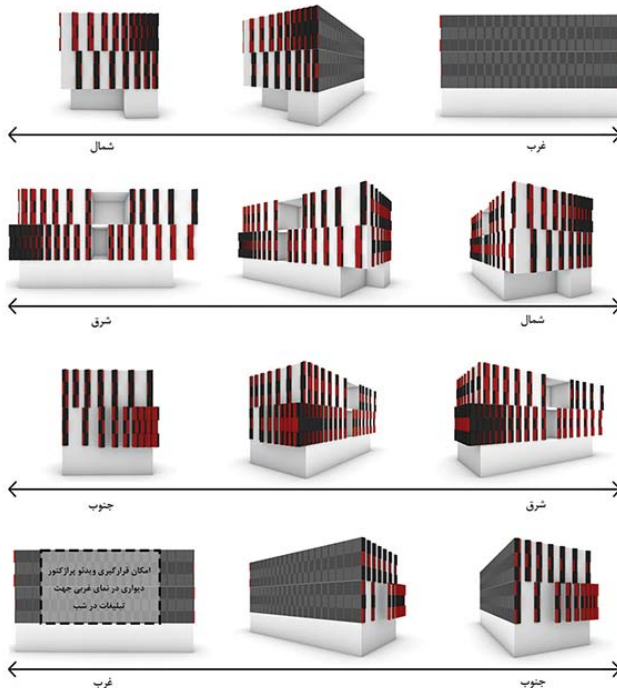 شمال
غرب
شرق
شمال
جنوب
شرق
امکان قرارگیری ویدئو پراژکتور
دیواری در نمای غربی جهت
تبلیغات در شب
غرب
جنوب